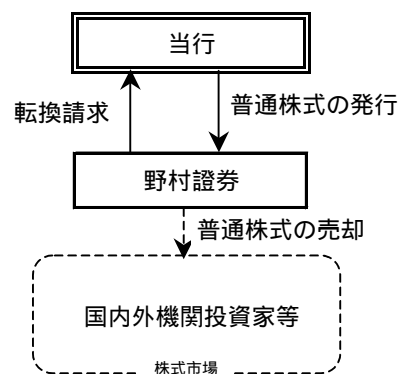 当行
転換請求
普通株式の発行
野村證券
普通株式の売却
国内外機関投資家等
株式市場